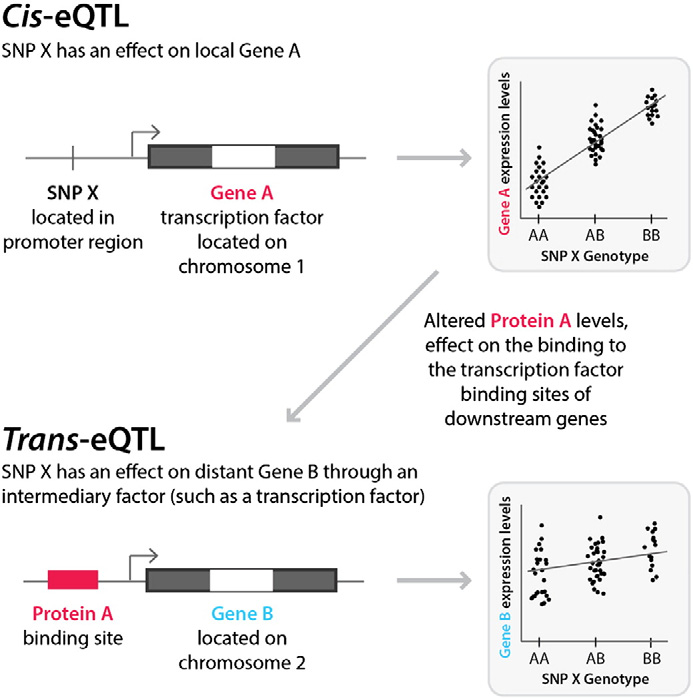 Cis-eQTL
SNP X has an effect on local Gene A
SNP X
located in
promoter region
Gene A
transcription factor
located on
chromosome 1
Gene A expression levels
AA
AB
BB
SNP X Genotype
Altered Protein A levels,
effect on the binding to
the transcription factor
binding sites of
downstream genes
Trans-eQTL
SNP X has an effect on distant Gene B through an
intermediary factor (such as a transcription factor)
Protein A
binding site
Gene B
located on
chromosome 2
Gene B expression levels
AA
AB
BB
SNP X Genotype